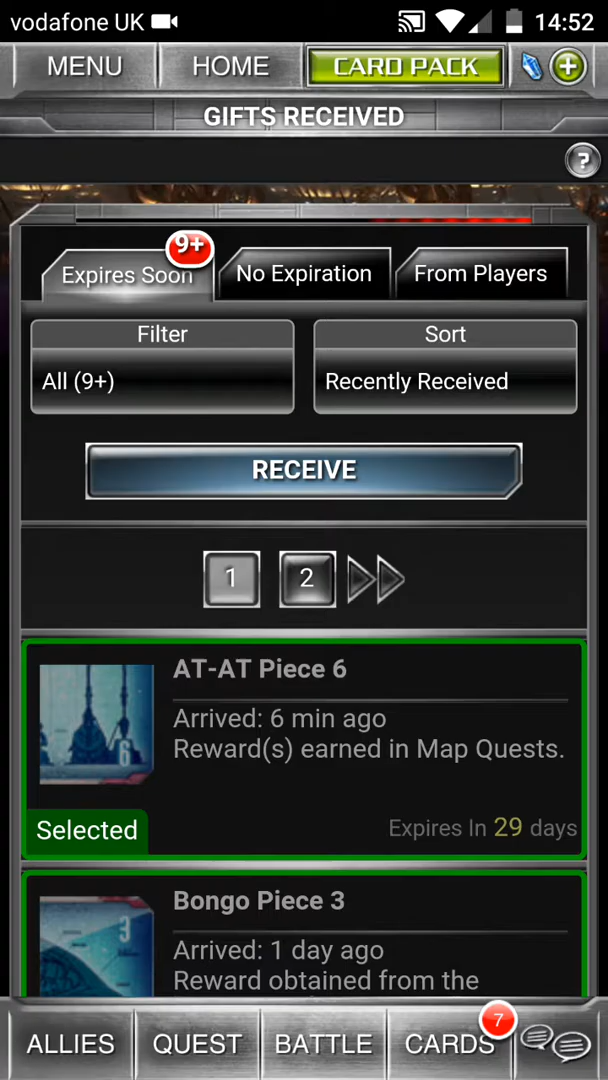 vodafone UK 14:52
MENU HOME CARD PACK
GIFTS RECEIVED
?
9+
Expires Soon No Expiration From Players
Filter Sort
All (9+) Recently Received
RECEIVE
1 2
AT-AT Piece 6
Arrived: 6 min ago
Reward(s) earned in Map Quests.
6
Selected Expires In 29 days
Bongo Piece 3
3
Arrived: 1 day ago
Reward obtained from the
7
ALLIES QUEST BATTLE CARDS